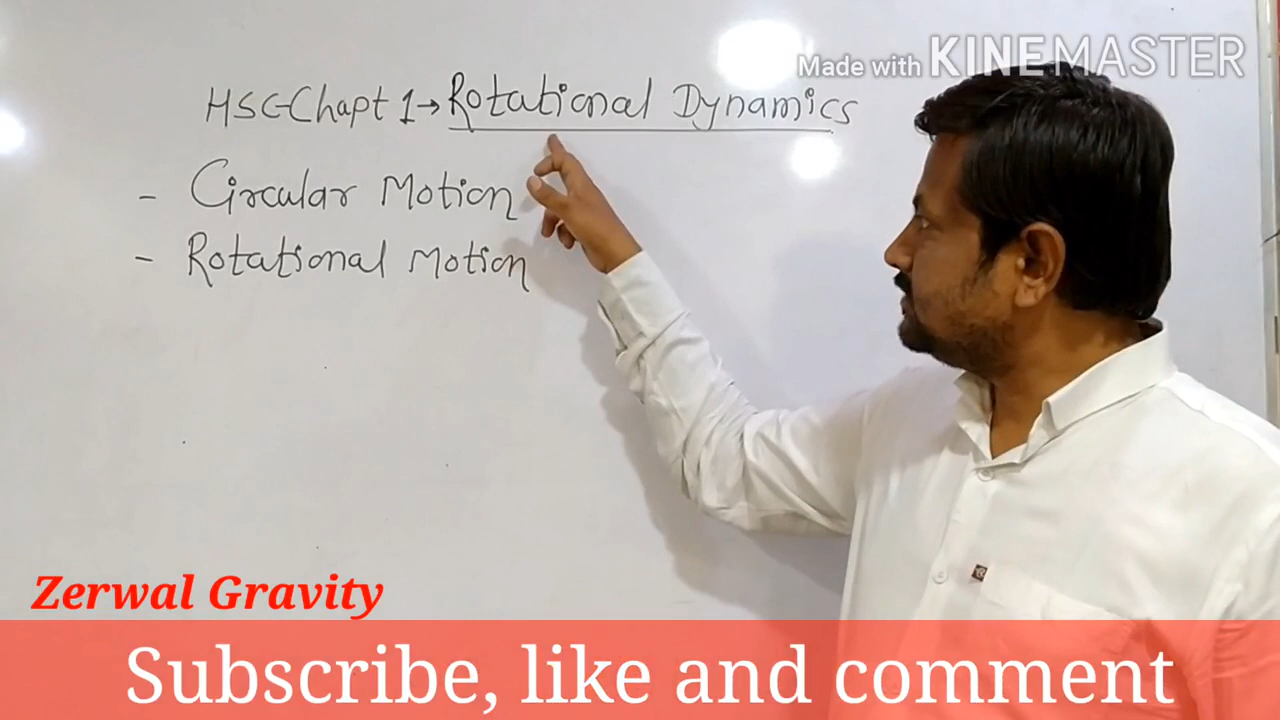 Made with KINEMASTER
HSC-Chapt 1→Rotational Dynamics
- Circular Motion
- Rotational Motion
Zerwal Gravity
Subscribe, like and comment